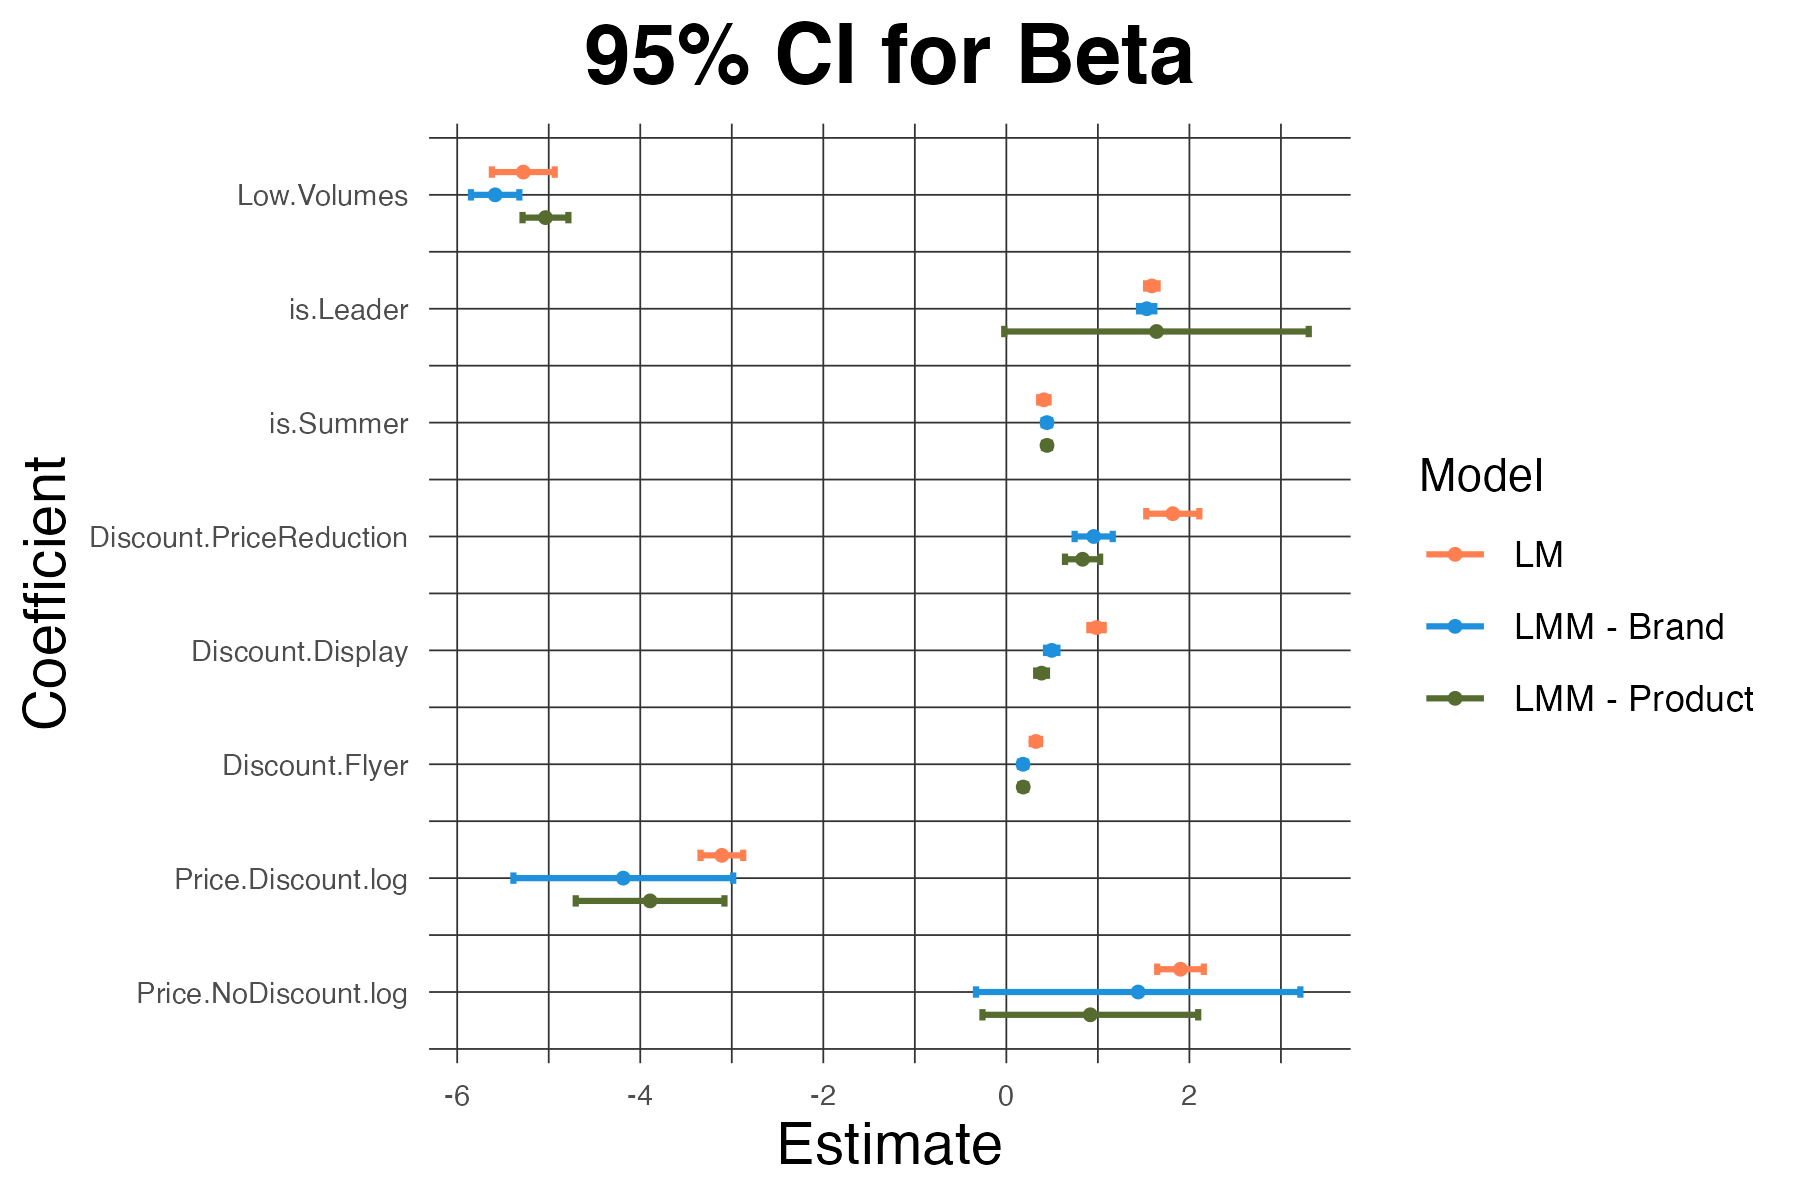 95% CI for Beta
Coefficient
Low.Volumes
is.Leader
is.Summer
Discount.PriceReduction
Discount.Display
Discount.Flyer
Price.Discount.log
Price.NoDiscount.log
-6 -4 -2 0 2
Estimate
Model
LM
LMM - Brand
LMM - Product